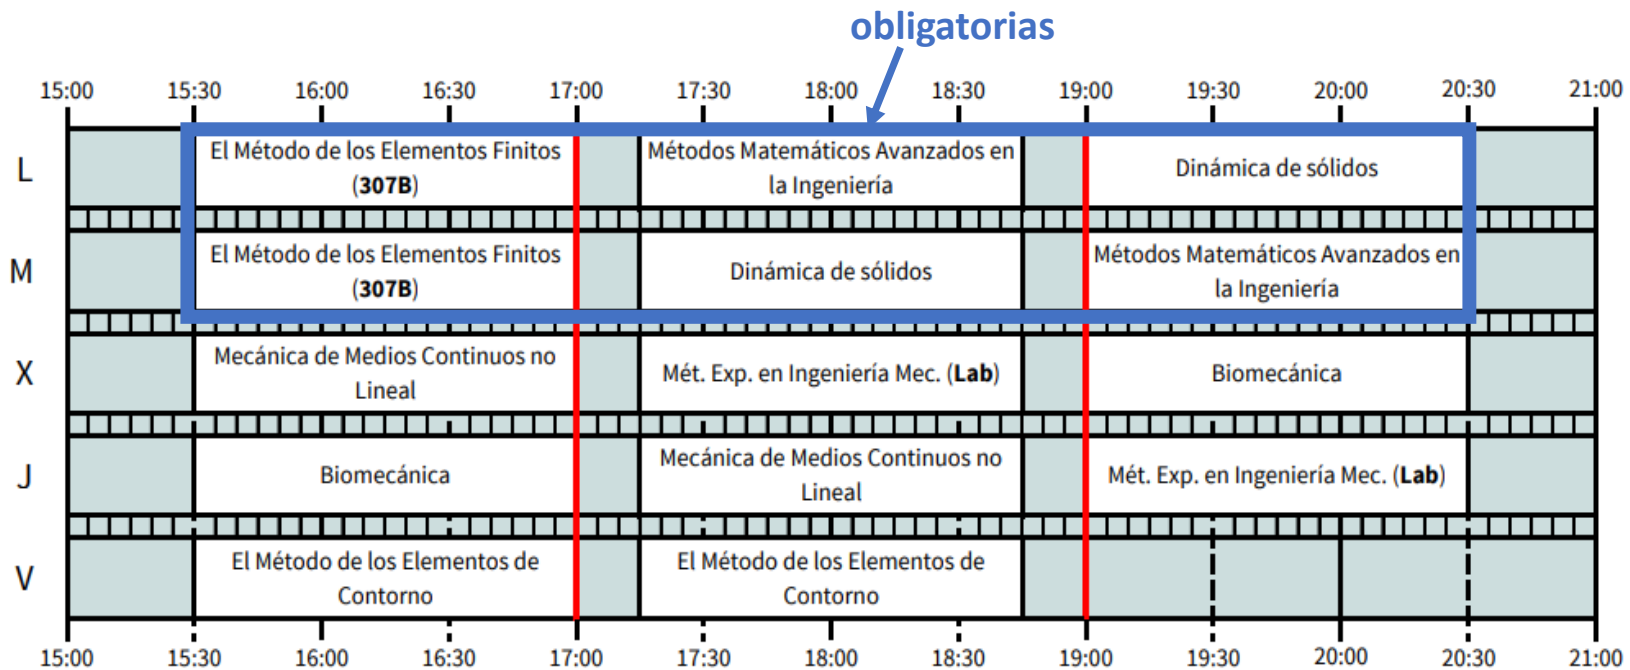 obligatorias
15:00 15:30 16:00 16:30 17:00 17:30 18:00 18:30 19:00 19:30 20:00 20:30 21:00
L
El Método de los Elementos Finitos
(307B)
Métodos Matemáticos Avanzados en
la Ingeniería
Dinámica de sólidos
M
El Método de los Elementos Finitos
(307B)
Dinámica de sólidos
Métodos Matemáticos Avanzados en
la Ingeniería
X
Mecánica de Medios Continuos no
Lineal
Mét. Exp. en Ingeniería Mec. (Lab)
Biomecánica
J
Biomecánica
Mecánica de Medios Continuos no
Lineal
Mét. Exp. en Ingeniería Mec. (Lab)
V
El Método de los Elementos de
Contorno
El Método de los Elementos de
Contorno
15:00 15:30 16:00 16:30 17:00 17:30 18:00 18:30 19:00 19:30 20:00 20:30 21:00